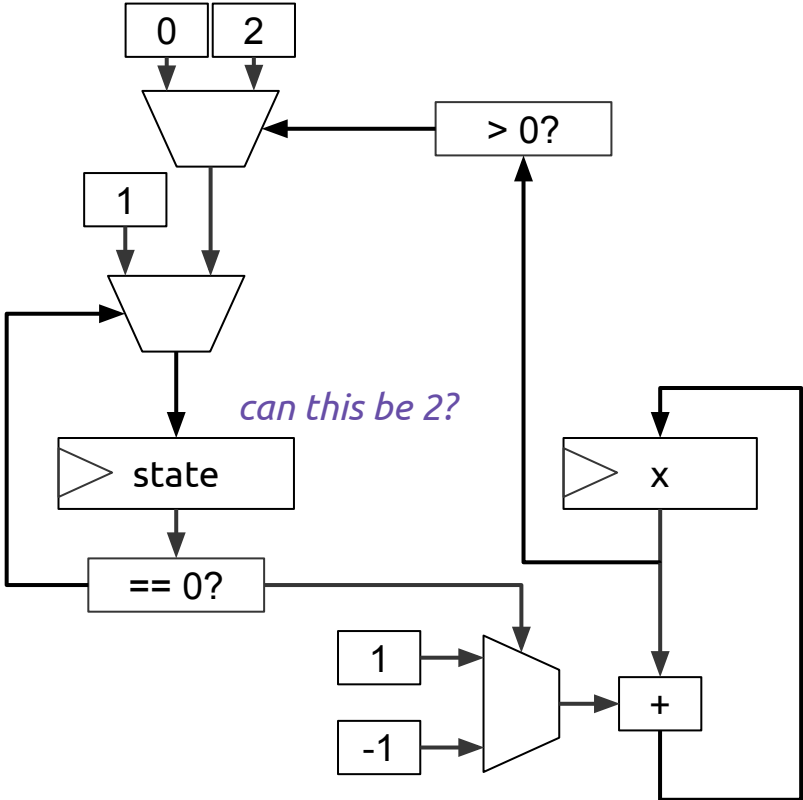 0 2
> 0?
1
can this be 2?
state
x
== 0?
1
+
-1